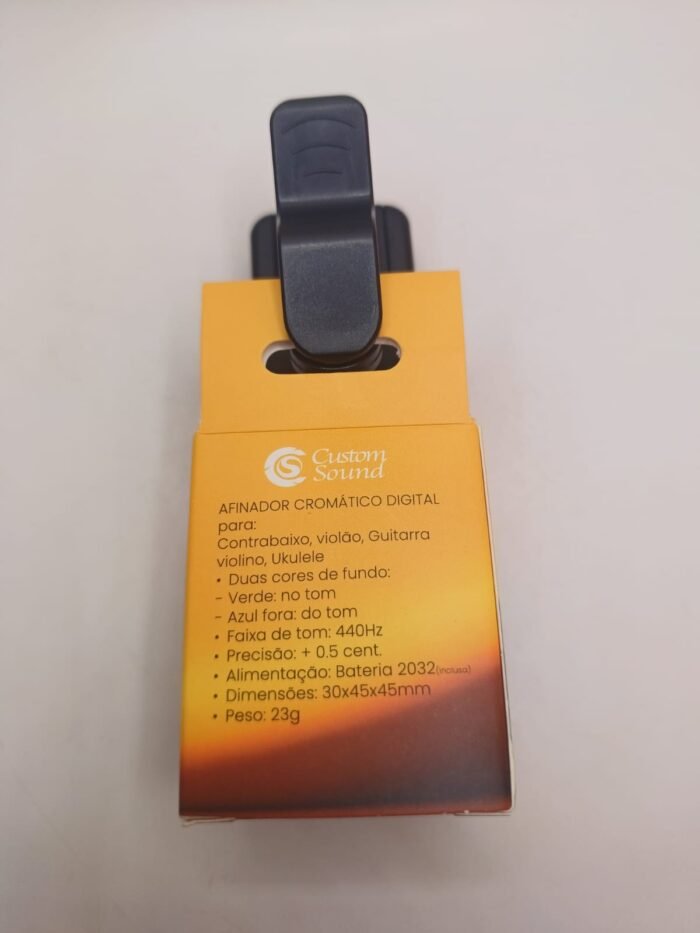 Custom
Sound
AFINADOR CROMÁTICO DIGITAL
para:
Contrabaixo, violão, Guitarra
violino, Ukulele
• Duas cores de fundo:
- Verde: no tom
- Azul fora: do tom
• Faixa de tom: 440Hz
• Precisão: + 0.5 cent.
• Alimentação: Bateria 2032(inclusa)
• Dimensões: 30x45x45mm
• Peso: 23g